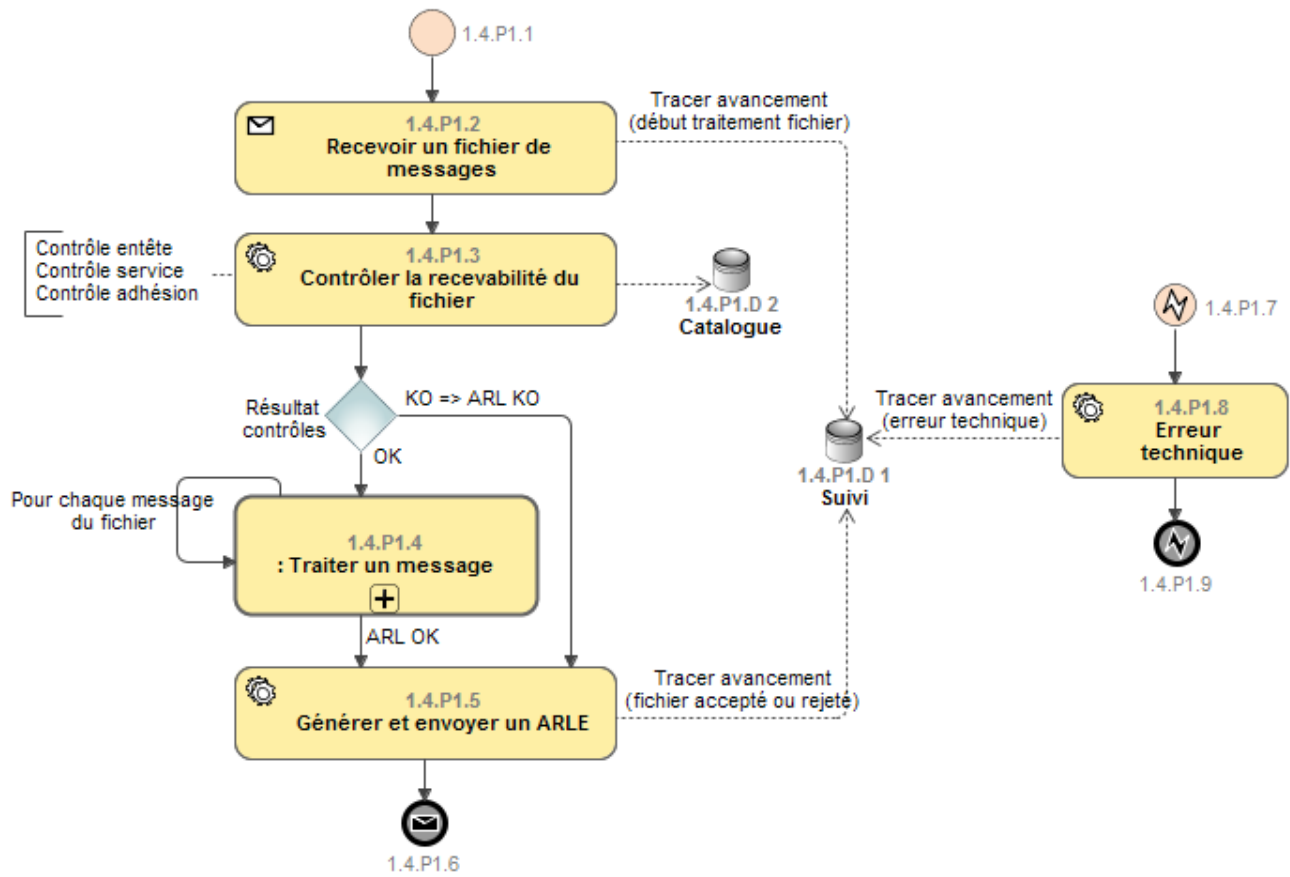 1.4.P1.1
Tracer avancement
(début traitement fichier)
1.4.P1.2
Recevoir un fichier de
messages
Contrôle entête
Contrôle service
Contrôle adhésion
1.4.P1.3
Contrôler la recevabilité du
fichier
1.4.P1.D 2
Catalogue
1.4.P1.7
Résultat
contrôles
KO => ARL KO
OK
Tracer avancement
(erreur technique)
1.4.P1.8
Erreur
technique
1.4.P1.D 1
Suivi
Pour chaque message
du fichier
1.4.P1.4
: Traiter un message
1.4.P1.9
ARL OK
1.4.P1.5
Générer et envoyer un ARLE
Tracer avancement
(fichier accepté ou rejeté)
1.4.P1.6